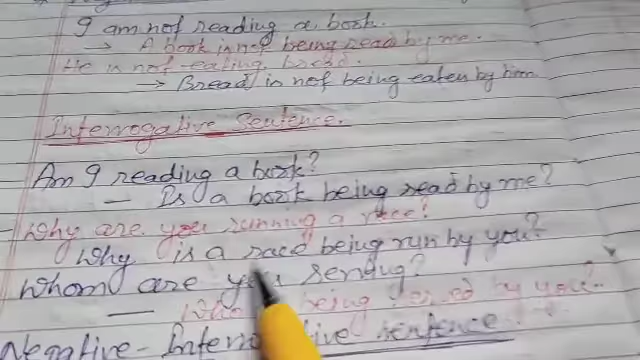 I am not reading a book.
→ A book is not being read by me.
He is not eating bread.
→ Bread is not being eaten by him
Interrogative Sentence.
Am I reading a book?
— Is a book being read by me?
Why are you running a race?
Why is a race being run by you?
Whom are you sending?
— being by you?
Negative - Interrogative sentence.